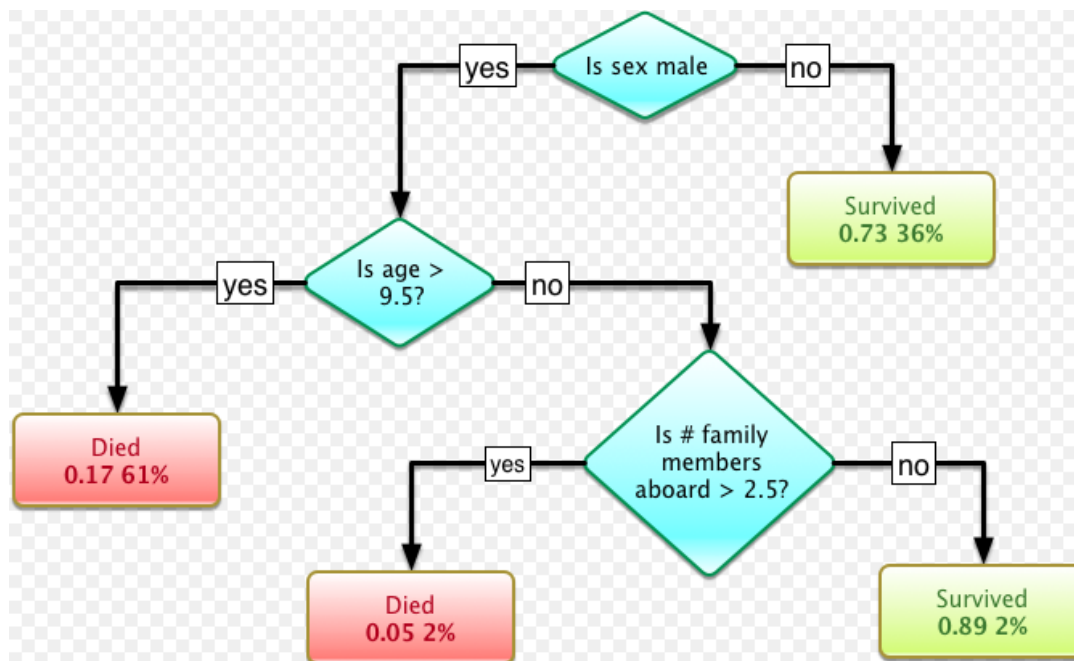 Is sex male
yes
no
Survived
0.73 36%
Is age >
9.5?
yes
no
Died
0.17 61%
Is # family
members
aboard > 2.5?
yes
no
Died
0.05 2%
Survived
0.89 2%